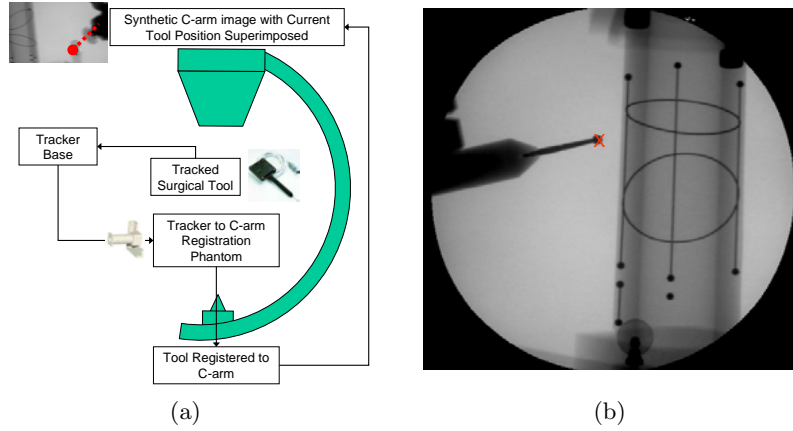 Synthetic C-arm image with Current
Tool Position Superimposed
Tracker
Base
Tracked
Surgical Tool
Tracker to C-arm
Registration
Phantom
Tool Registered to
C-arm
(a)
(b)